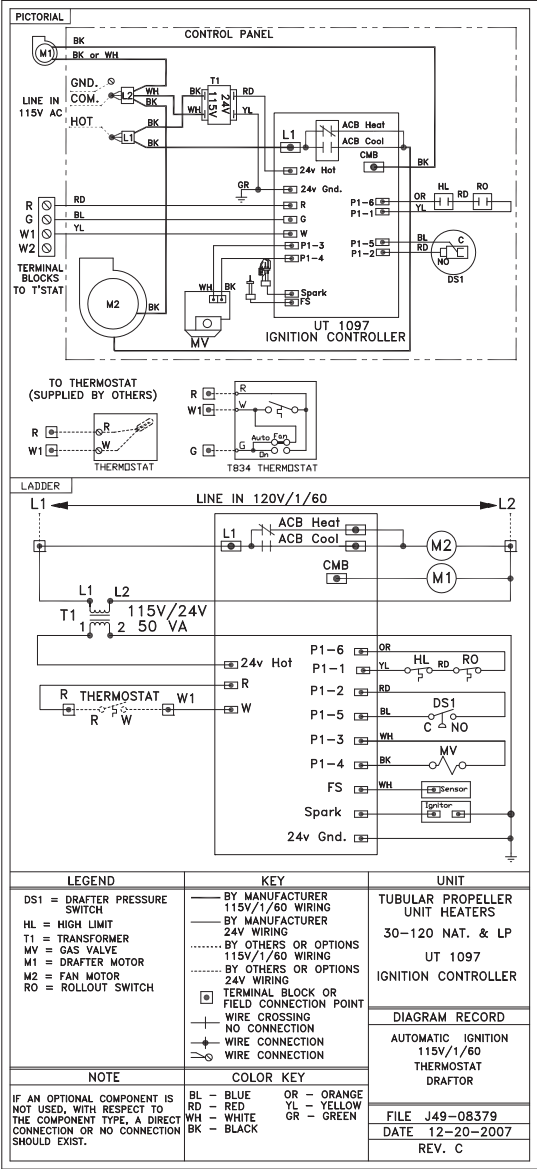 PICTORIAL
CONTROL PANEL
M1
BK
BK or WH
GND.
COM.
LINE IN
115V AC
HOT
L2
WH
BK
L1
BK
BK
WH
T1
115V
24V
RD
YL
L1
ACB Heat
ACB Cool
CMB
BK
24v Hot
GR
24v Gnd.
R
RD
R
G
BL
G
W1
YL
W
W2
P1-3
P1-4
TERMINAL
BLOCKS
TO T'STAT
P1-6
P1-1
OR
YL
HL
RD
RO
P1-5
P1-2
BL
RD
C
NO
DS1
M2
BK
WH
BK
MV
Spark
FS
UT 1097
IGNITION CONTROLLER
TO THERMOSTAT
(SUPPLIED BY OTHERS)
R
R
W1
W
THERMOSTAT
R
R
W1
W
G
G
Auto
Fan
On
T834 THERMOSTAT
LADDER
L1
LINE IN 120V/1/60
L2
L1
ACB Heat
ACB Cool
M2
CMB
M1
L1
L2
T1
115V/24V
1
2
50 VA
24v Hot
R
R
THERMOSTAT
W1
R
W
W
P1-6
OR
P1-1
YL
HL
RD
RO
P1-2
RD
P1-5
BL
DS1
C
NO
P1-3
WH
P1-4
BK
MV
FS
WH
Sensor
Spark
Ignitor
24v Gnd.
LEGEND
DS1 = DRAFTER PRESSURE
SWITCH
HL = HIGH LIMIT
T1 = TRANSFORMER
MV = GAS VALVE
M1 = DRAFTER MOTOR
M2 = FAN MOTOR
RO = ROLLOUT SWITCH
KEY
BY MANUFACTURER
115V/1/60 WIRING
BY MANUFACTURER
24V WIRING
BY OTHERS OR OPTIONS
115V/1/60 WIRING
BY OTHERS OR OPTIONS
24V WIRING
TERMINAL BLOCK OR
FIELD CONNECTION POINT
WIRE CROSSING
NO CONNECTION
WIRE CONNECTION
WIRE CONNECTION
UNIT
TUBULAR PROPELLER
UNIT HEATERS
30-120 NAT. & LP
UT 1097
IGNITION CONTROLLER
DIAGRAM RECORD
AUTOMATIC IGNITION
115V/1/60
THERMOSTAT
DRAFTOR
NOTE
IF AN OPTIONAL COMPONENT IS
NOT USED, WITH RESPECT TO
THE COMPONENT TYPE, A DIRECT
CONNECTION OR NO CONNECTION
SHOULD EXIST.
COLOR KEY
BL - BLUE
OR - ORANGE
RD - RED
YL - YELLOW
WH - WHITE
GR - GREEN
BK - BLACK
FILE J49-08379
DATE 12-20-2007
REV. C